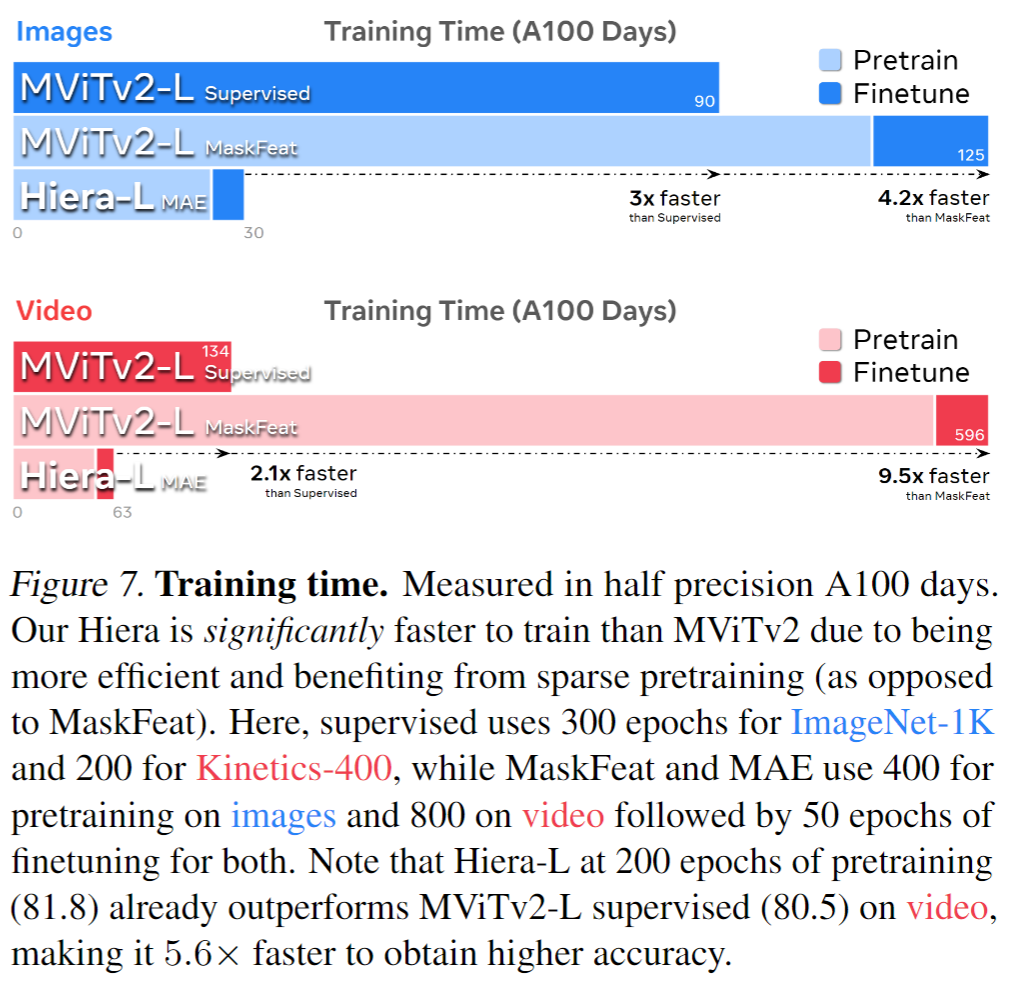 Images
Training Time (A100 Days)
Pretrain
Finetune
MViTv2-L Supervised
90
MViTv2-L MaskFeat
125
Hiera-L MAE
3x faster
than Supervised
4.2x faster
than MaskFeat
0
30
Video
Training Time (A100 Days)
Pretrain
Finetune
MViTv2-L Supervised
134
MViTv2-L MaskFeat
596
Hiera-L MAE
2.1x faster
than Supervised
9.5x faster
than MaskFeat
0
63
Figure 7. Training time. Measured in half precision A100 days.
Our Hiera is significantly faster to train than MViTv2 due to being
more efficient and benefiting from sparse pretraining (as opposed
to MaskFeat). Here, supervised uses 300 epochs for ImageNet-1K
and 200 for Kinetics-400, while MaskFeat and MAE use 400 for
pretraining on images and 800 on video followed by 50 epochs of
finetuning for both. Note that Hiera-L at 200 epochs of pretraining
(81.8) already outperforms MViTv2-L supervised (80.5) on video,
making it 5.6× faster to obtain higher accuracy.